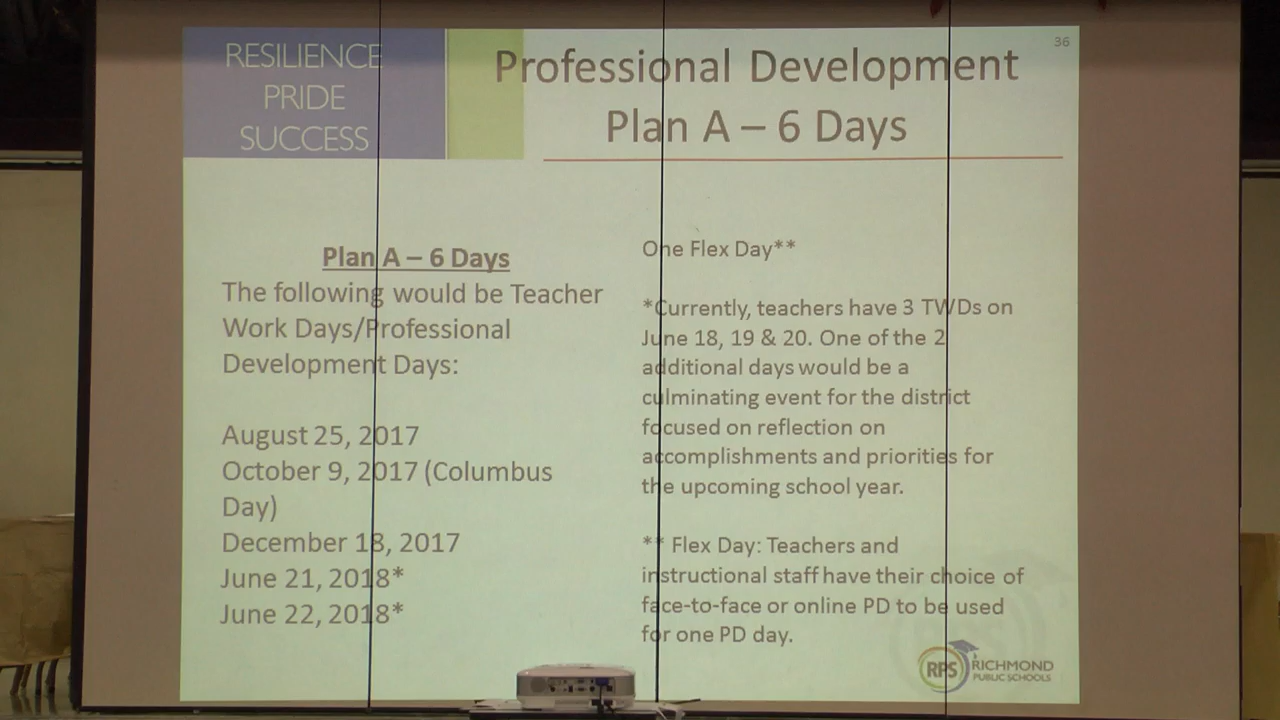 36
RESILIENCE
PRIDE
SUCCESS
Professional Development
Plan A – 6 Days
Plan A – 6 Days
The following would be Teacher
Work Days/Professional
Development Days:
August 25, 2017
October 9, 2017 (Columbus
Day)
December 18, 2017
June 21, 2018*
June 22, 2018*
One Flex Day**
*Currently, teachers have 3 TWDs on
June 18, 19 & 20. One of the 2
additional days would be a
culminating event for the district
focused on reflection on
accomplishments and priorities for
the upcoming school year.
** Flex Day: Teachers and
instructional staff have their choice of
face-to-face or online PD to be used
for one PD day.
RPS
RICHMOND
PUBLIC SCHOOLS